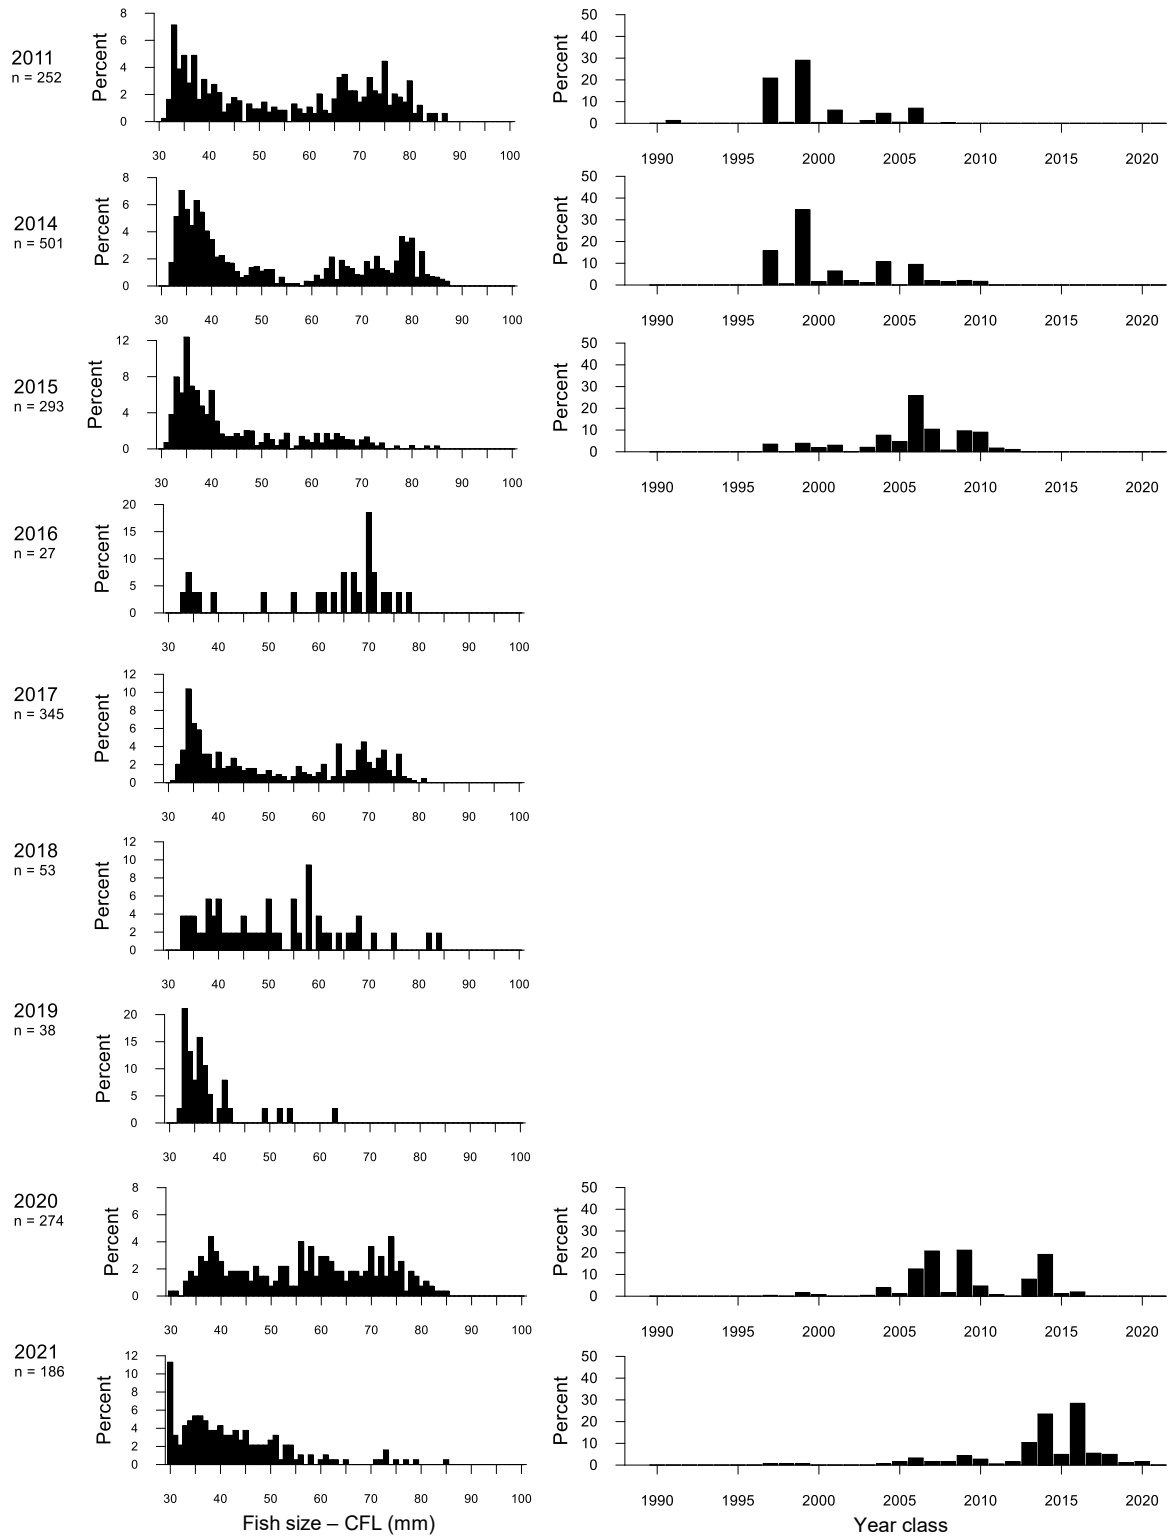 2011
n = 252
Percent
8
6
4
2
0
30 40 50 60 70 80 90 100
Percent
50
40
30
20
10
0
1990 1995 2000 2005 2010 2015 2020
2014
n = 501
Percent
8
6
4
2
0
30 40 50 60 70 80 90 100
Percent
50
40
30
20
10
0
1990 1995 2000 2005 2010 2015 2020
2015
n = 293
Percent
12
8
4
0
30 40 50 60 70 80 90 100
Percent
50
40
30
20
10
0
1990 1995 2000 2005 2010 2015 2020
2016
n = 27
Percent
20
15
10
5
0
30 40 50 60 70 80 90 100
2017
n = 345
Percent
12
10
8
6
4
2
0
30 40 50 60 70 80 90 100
2018
n = 53
Percent
12
10
8
6
4
2
0
30 40 50 60 70 80 90 100
2019
n = 38
Percent
20
15
10
5
0
30 40 50 60 70 80 90 100
2020
n = 274
Percent
8
6
4
2
0
30 40 50 60 70 80 90 100
Percent
50
40
30
20
10
0
1990 1995 2000 2005 2010 2015 2020
2021
n = 186
Percent
12
10
8
6
4
2
0
30 40 50 60 70 80 90 100
Fish size – CFL (mm)
Percent
50
40
30
20
10
0
1990 1995 2000 2005 2010 2015 2020
Year class